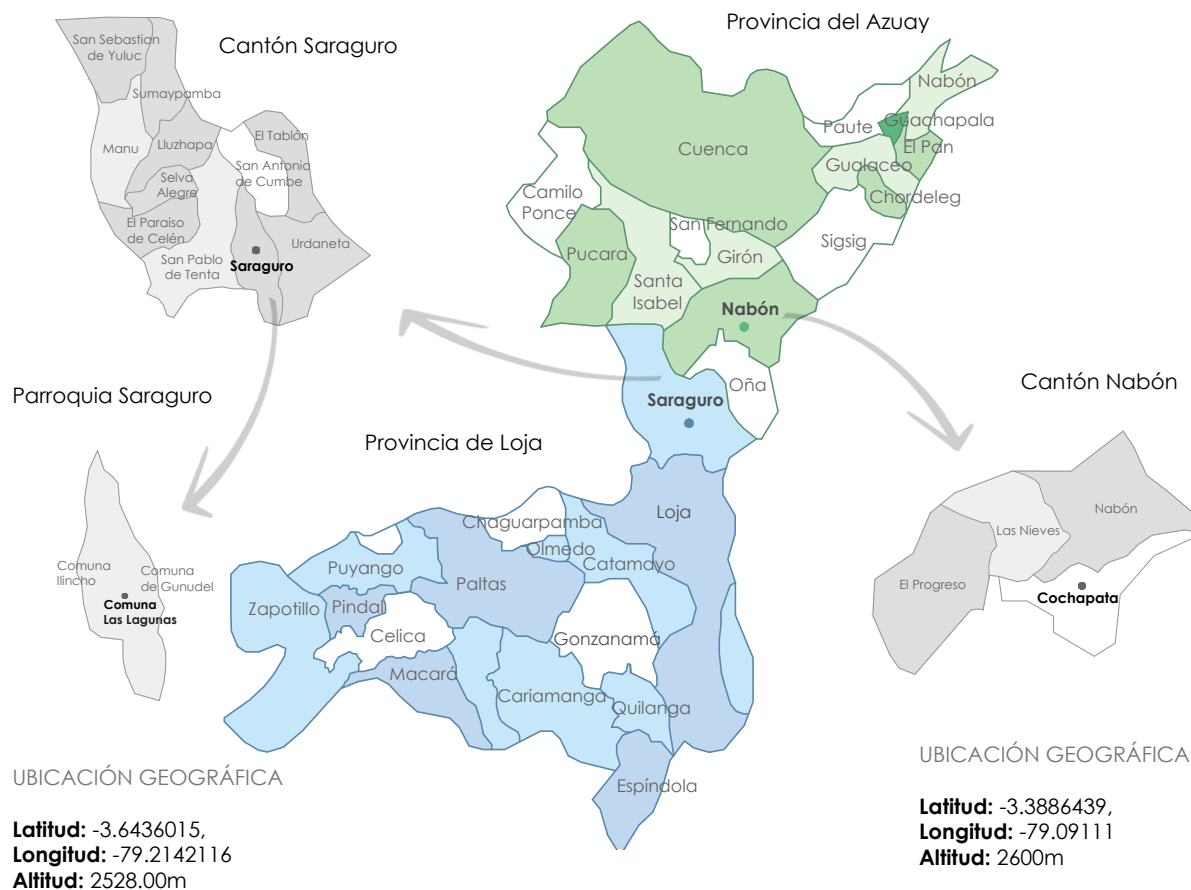 Cantón Saraguro
San Sebastian
de Yuluc
Sumaypamba
Manu
Lluzhapa
El Tablón
San Antonio
de Cumbe
Selva
Alegre
El Paraiso
de Celén
San Pablo
de Tenta
Saraguro
Urdaneta
Provincia del Azuay
Nabón
Paute
Guachapala
El Pan
Cuenca
Gualaceo
Chordeleg
Camilo
Ponce
San Fernando
Sigsig
Pucara
Girón
Santa
Isabel
Nabón
Oña
Parroquia Saraguro
Comuna
Ilincho
Comuna
de Gunudel
Comuna
Las Lagunas
Provincia de Loja
Saraguro
Loja
Chaguarpamba
Olmedo
Catamayo
Puyango
Paltas
Zapotillo
Pindal
Celica
Gonzanamá
Macará
Cariamanga
Quilanga
Espíndola
Cantón Nabón
Nabón
Las Nieves
El Progreso
Cochapata
UBICACIÓN GEOGRÁFICA
Latitud: -3.6436015,
Longitud: -79.2142116
Altitud: 2528.00m
UBICACIÓN GEOGRÁFICA
Latitud: -3.3886439,
Longitud: -79.09111
Altitud: 2600m